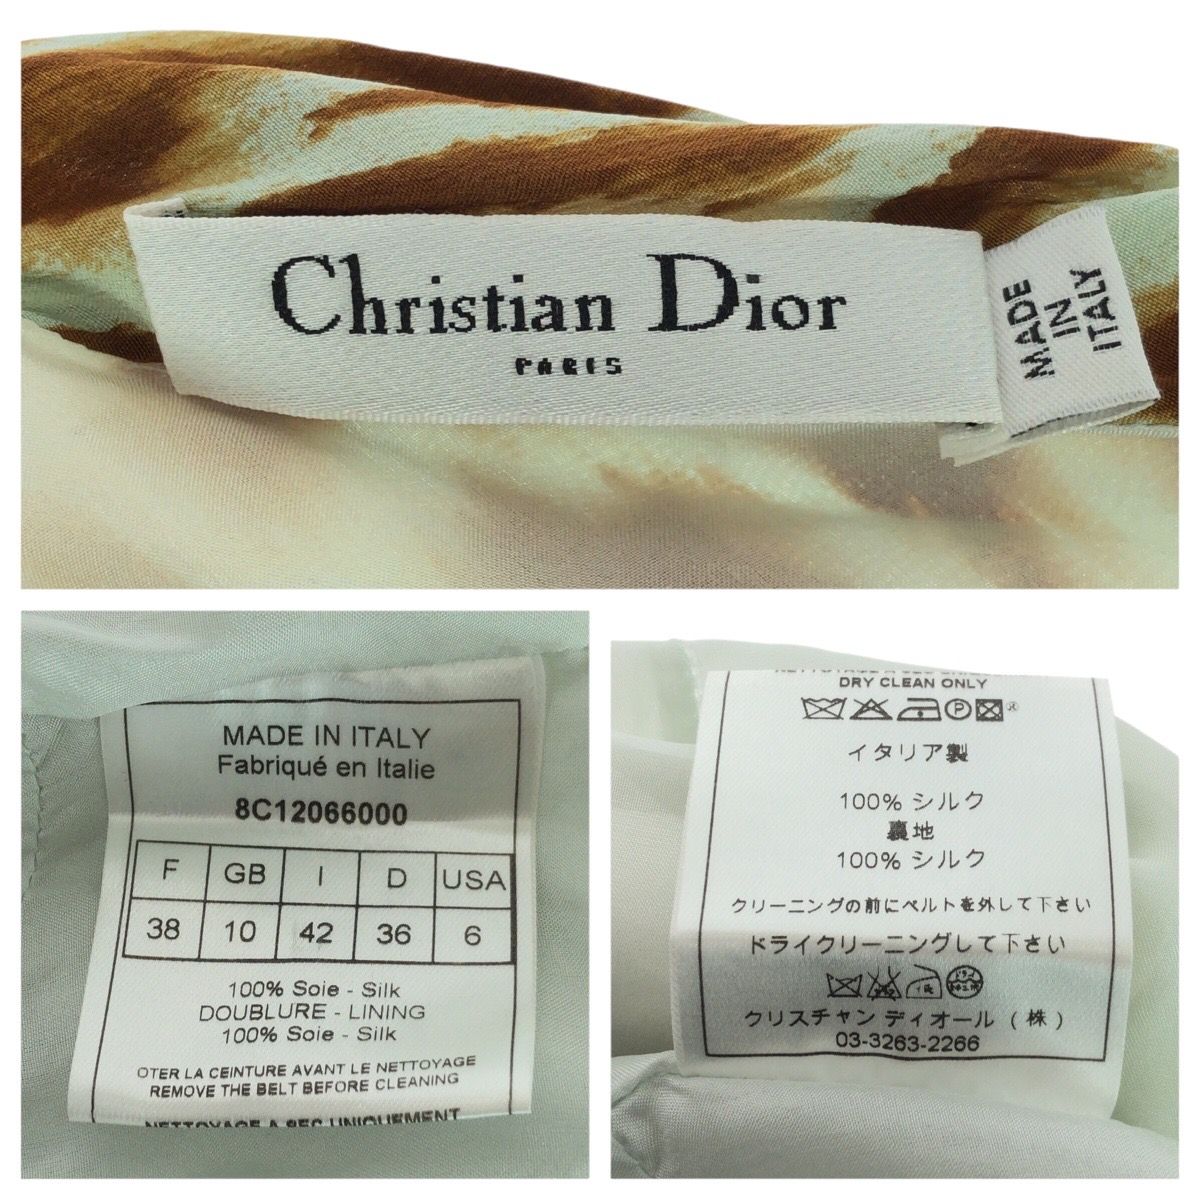 Christian Dior
PARIS
MADE
IN
ITALY
MADE IN ITALY
Fabriqué en Italie
8C12066000
F GB I D USA
38 10 42 36 6
100% Soie - Silk
DOUBLURE - LINING
100% Soie - Silk
OTER LA CEINTURE AVANT LE NETTOYAGE
REMOVE THE BELT BEFORE CLEANING
NETTOYAGE A SEC UNIQUEMENT
DRY CLEAN ONLY
イタリア製
100% シルク
裏地
100% シルク
クリーニングの前にベルトを外して下さい
ドライクリーニングして下さい
クリスチャン ディオール (株)
03-3263-2266